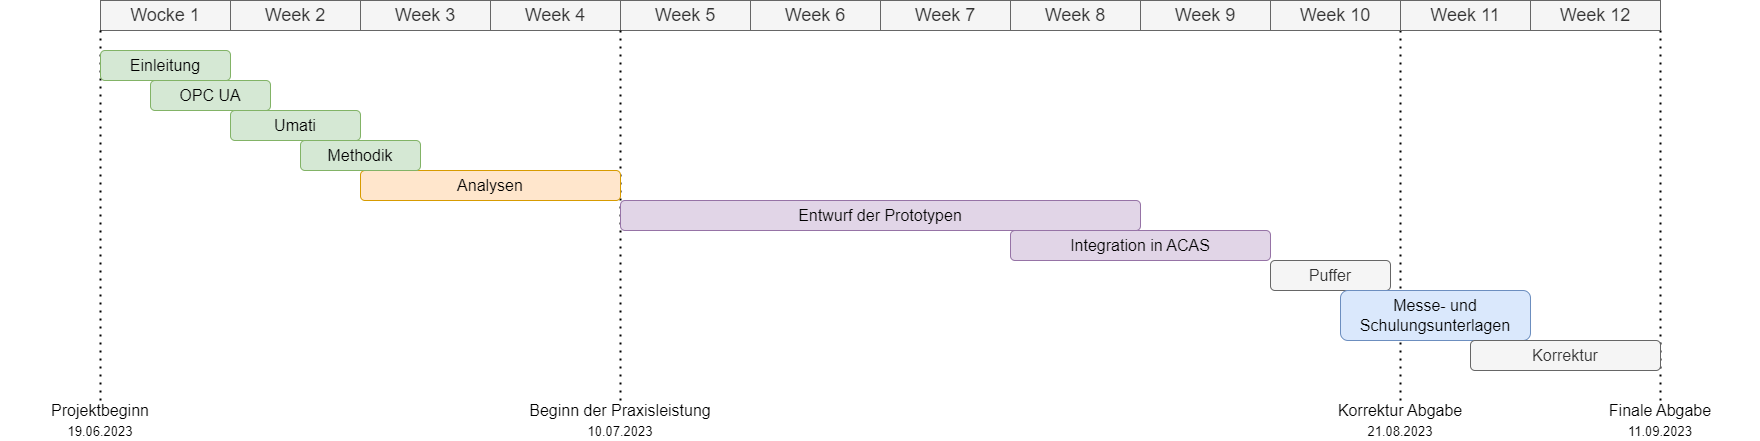 Wocke 1
Week 2
Week 3
Week 4
Week 5
Week 6
Week 7
Week 8
Week 9
Week 10
Week 11
Week 12
Einleitung
OPC UA
Umati
Methodik
Analysen
Entwurf der Prototypen
Integration in ACAS
Puffer
Messe- und
Schulungsunterlagen
Korrektur
Projektbeginn
19.06.2023
Beginn der Praxisleistung
10.07.2023
Korrektur Abgabe
21.08.2023
Finale Abgabe
11.09.2023